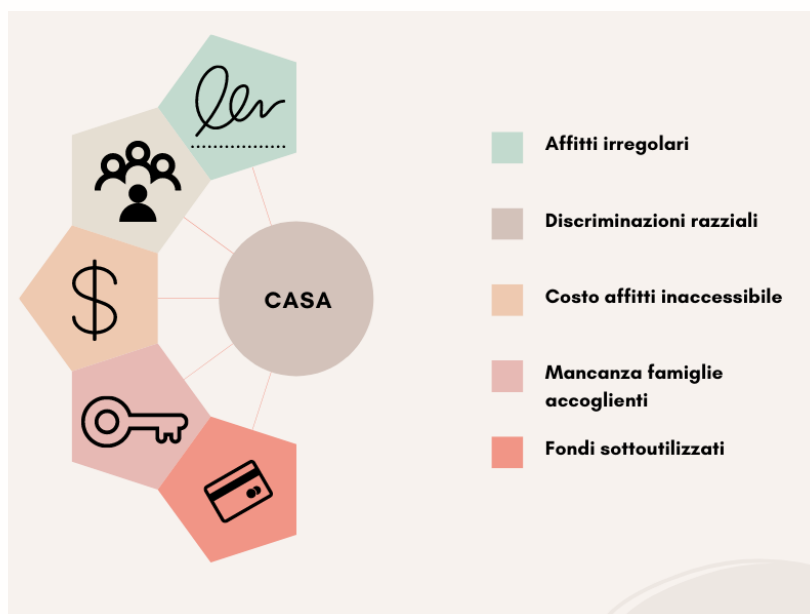 CASA
Affitti irregolari
Discriminazioni razziali
Costo affitti inaccessibile
Mancanza famiglie
accoglienti
Fondi sottoutilizzati